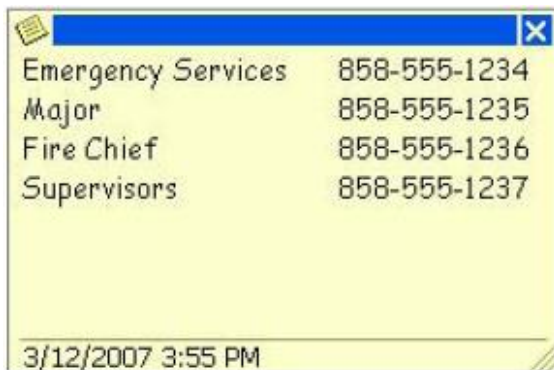 Emergency Services 858-555-1234
Major 858-555-1235
Fire Chief 858-555-1236
Supervisors 858-555-1237
3/12/2007 3:55 PM